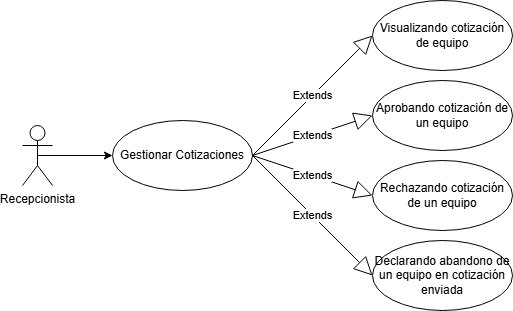 Visualizando cotización
de equipo
Extends
Aprobando cotización de
un equipo
Extends
Gestionar Cotizaciones
Extends
Rechazando cotización
de un equipo
Recepcionista
Extends
Declarando abandono de
un equipo en cotización
enviada